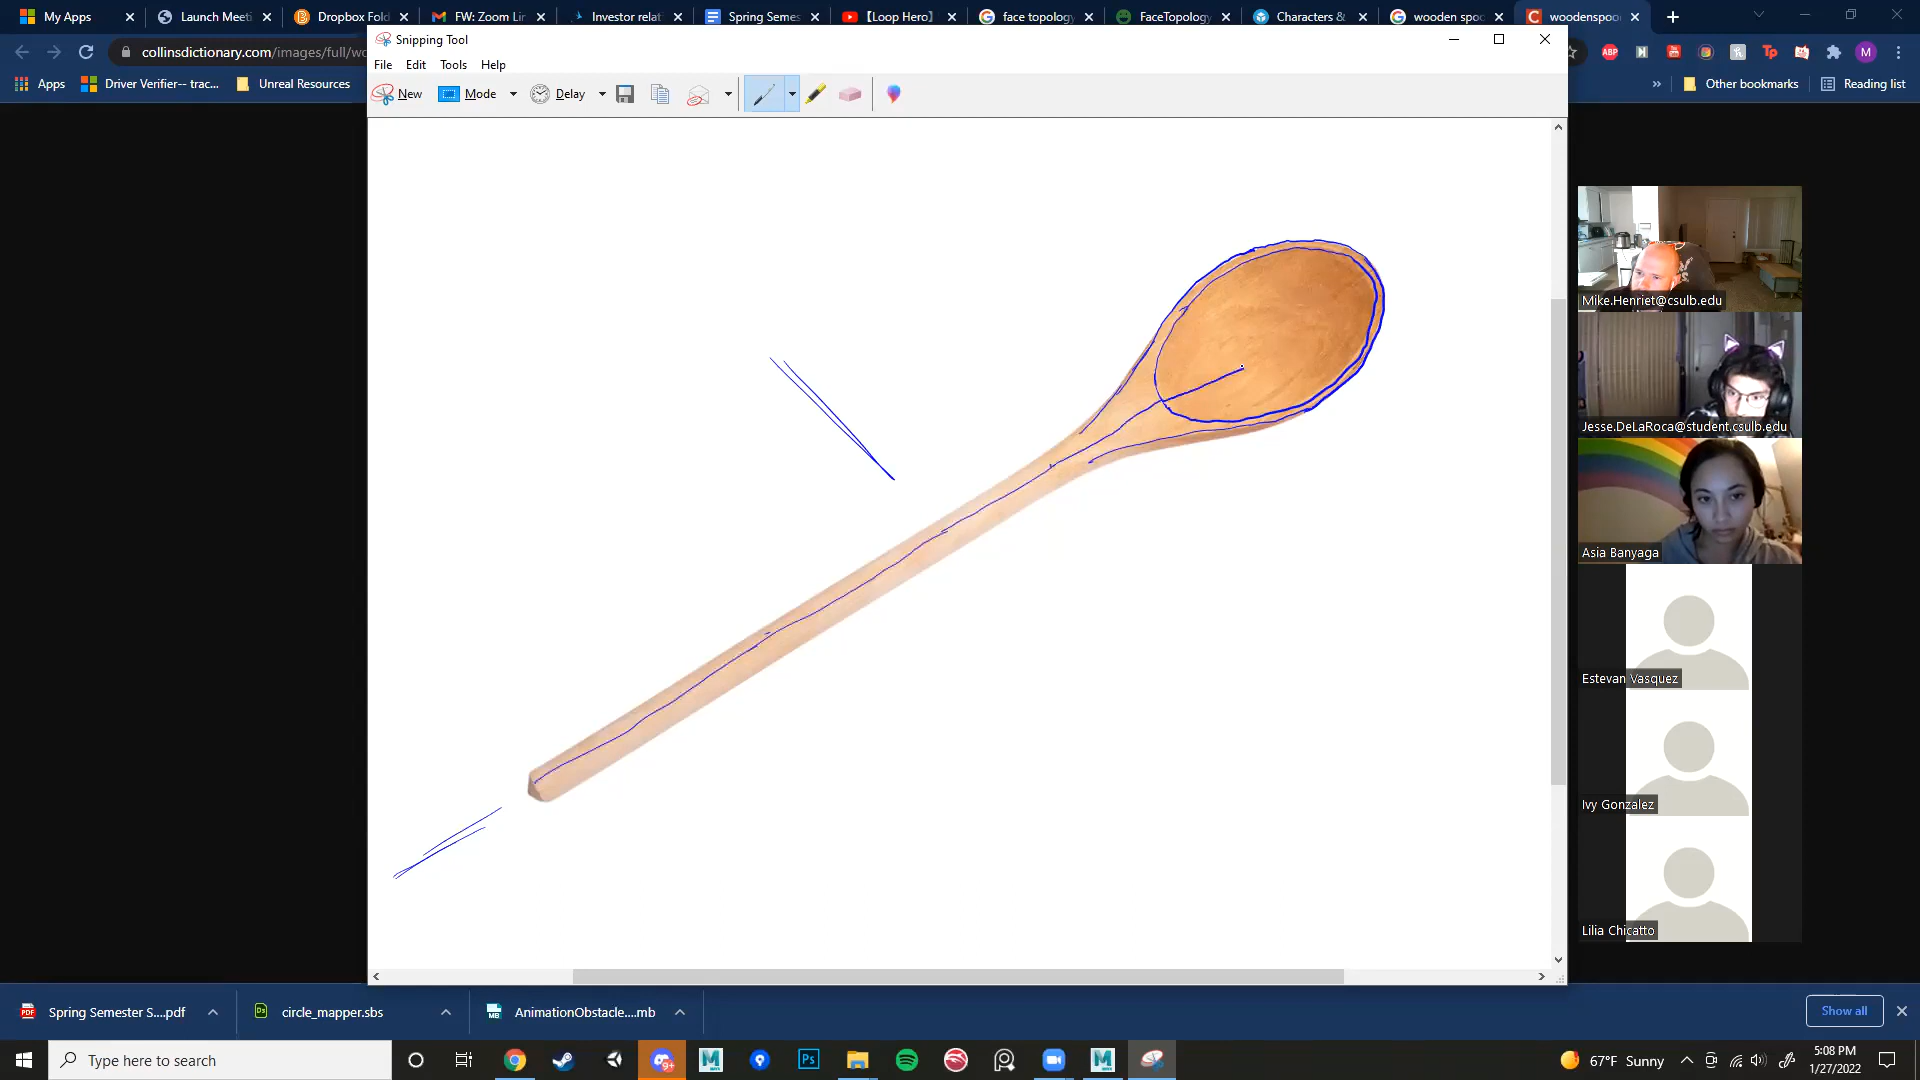 My Apps
Launch Meeti
Dropbox Fold
FW: Zoom Lin
Investor relat
Spring Semes
【Loop Hero】
face topology
FaceTopology
Characters &
wooden spoo
woodenspoo
collinsdictionary.com/images/full/wo
Apps
Driver Verifier-- trac...
Unreal Resources
Other bookmarks
Reading list
Snipping Tool
File Edit Tools Help
New Mode Delay
Mike.Henriet@csulb.edu
Jesse.DeLaRoca@student.csulb.edu
Asia Banyaga
Estevan Vasquez
Ivy Gonzalez
Lilia Chicatto
Spring Semester S....pdf
circle_mapper.sbs
AnimationObstacle....mb
Show all
Type here to search
67°F Sunny
5:08 PM
1/27/2022